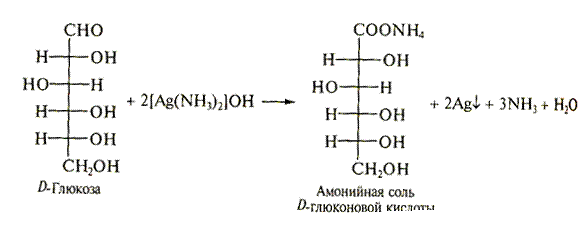 CHO
H OH
HO H
H OH
H OH
CH₂OH
D-Глюкоза
+ 2[Ag(NH₃)₂]OH →
COONH₄
H OH
HO H
H OH
H OH
CH₂OH
Амонийная соль
D-глюконовой кислоты
+ 2Ag↓ + 3NH₃ + H₂O